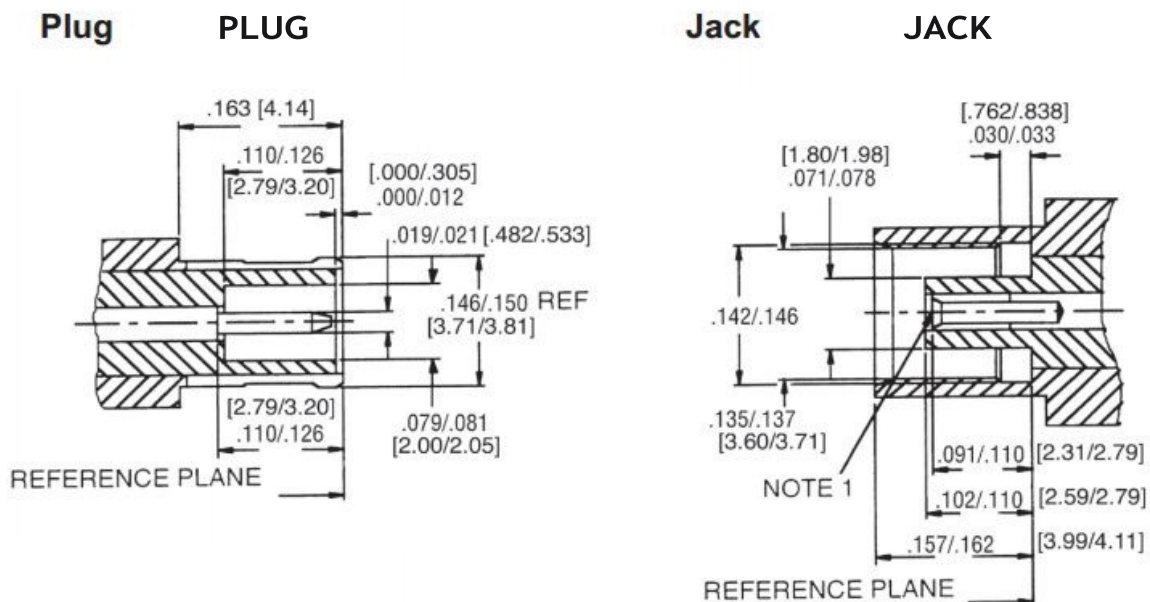 Plug
PLUG
.163 [4.14]
.110/.126
[2.79/3.20]
[.000/.305]
.000/.012
.019/.021 [.482/.533]
.146/.150 REF
[3.71/3.81]
[2.79/3.20]
.110/.126
.079/.081
[2.00/2.05]
REFERENCE PLANE
Jack
JACK
[.762/.838]
.030/.033
[1.80/1.98]
.071/.078
.142/.146
.135/.137
[3.60/3.71]
NOTE 1
.091/.110 [2.31/2.79]
.102/.110 [2.59/2.79]
.157/.162 [3.99/4.11]
REFERENCE PLANE